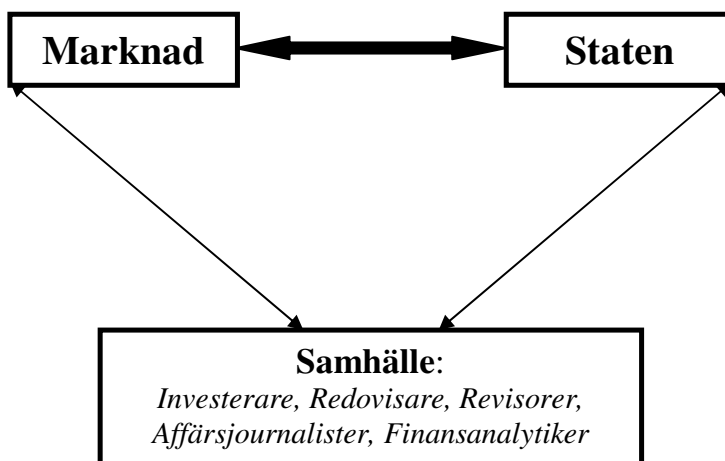 Marknad
Staten
Samhälle:
Investerare, Redovisare, Revisorer,
Affärsjournalister, Finansanalytiker